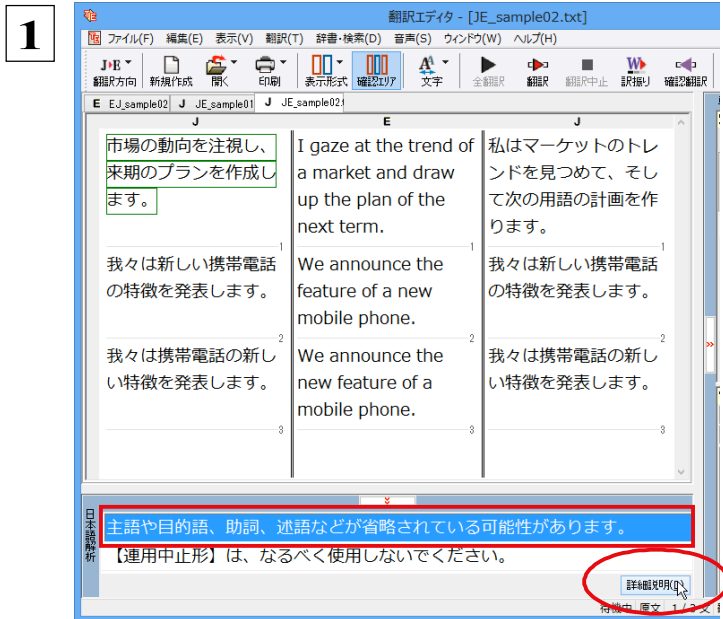 1
翻訳エディタ - [JE_sample02.txt]
ファイル(F) 編集(E) 表示(V) 翻訳(T) 辞書・検索(D) 音声(S) ウィンドウ(W) ヘルプ(H)
J▸E
翻訳方向 新規作成 開く 印刷 表示形式 確認エリア 文字 全翻訳 翻訳 翻訳中止 訳振り 確認翻訳
E EJ_sample02 J JE_sample01 J JE_sample02.
J E J
市場の動向を注視し、
来期のプランを作成し
ます。
1
I gaze at the trend of
a market and draw
up the plan of the
next term.
1
私はマーケットのトレ
ンドを見つめて、そし
て次の用語の計画を作
ります。
1
我々は新しい携帯電話
の特徴を発表します。
2
We announce the
feature of a new
mobile phone.
2
我々は新しい携帯電話
の特徴を発表します。
2
我々は携帯電話の新し
い特徴を発表します。
3
We announce the
new feature of a
mobile phone.
3
我々は携帯電話の新し
い特徴を発表します。
3
日本語解析
主語や目的語、助詞、述語などが省略されている可能性があります。
【連用中止形】は、なるべく使用しないでください。
詳細説明(D)
待機中 原文 1 / 3 文